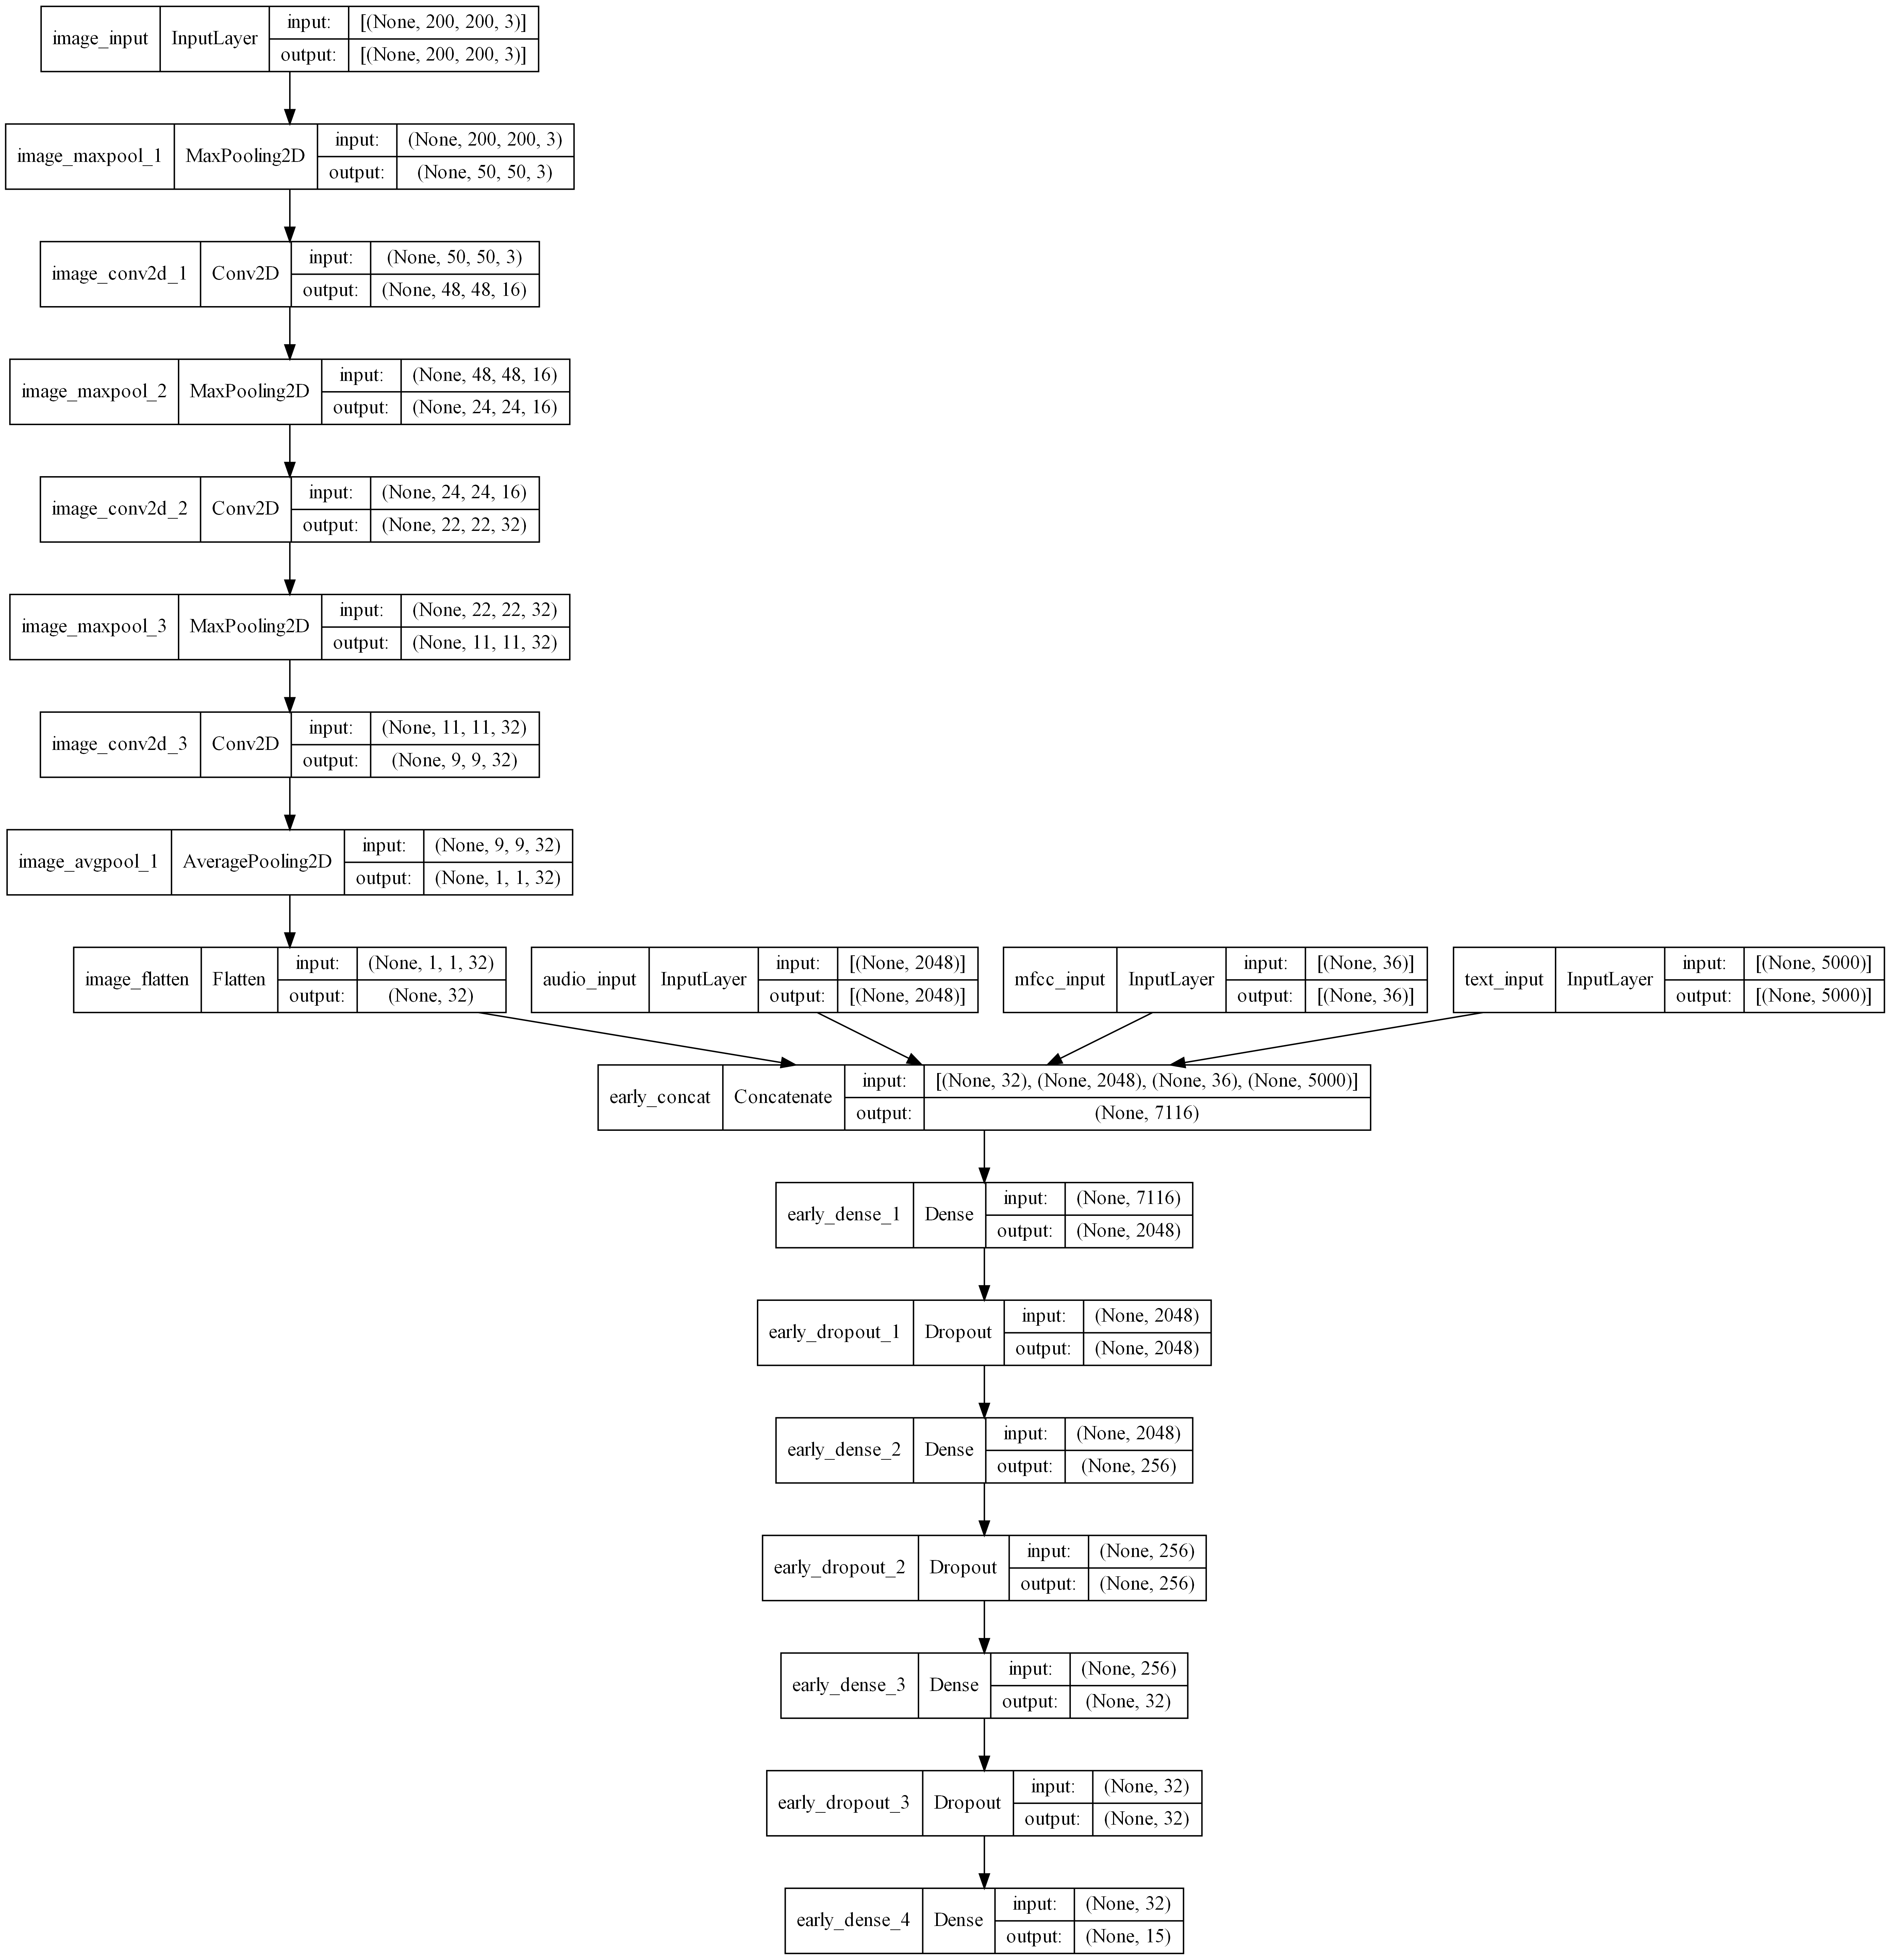 image_input InputLayer input: [(None, 200, 200, 3)]
output: [(None, 200, 200, 3)]
image_maxpool_1 MaxPooling2D input: (None, 200, 200, 3)
output: (None, 50, 50, 3)
image_conv2d_1 Conv2D input: (None, 50, 50, 3)
output: (None, 48, 48, 16)
image_maxpool_2 MaxPooling2D input: (None, 48, 48, 16)
output: (None, 24, 24, 16)
image_conv2d_2 Conv2D input: (None, 24, 24, 16)
output: (None, 22, 22, 32)
image_maxpool_3 MaxPooling2D input: (None, 22, 22, 32)
output: (None, 11, 11, 32)
image_conv2d_3 Conv2D input: (None, 11, 11, 32)
output: (None, 9, 9, 32)
image_avgpool_1 AveragePooling2D input: (None, 9, 9, 32)
output: (None, 1, 1, 32)
image_flatten Flatten input: (None, 1, 1, 32)
output: (None, 32)
audio_input InputLayer input: [(None, 2048)]
output: [(None, 2048)]
mfcc_input InputLayer input: [(None, 36)]
output: [(None, 36)]
text_input InputLayer input: [(None, 5000)]
output: [(None, 5000)]
early_concat Concatenate input: [(None, 32), (None, 2048), (None, 36), (None, 5000)]
output: (None, 7116)
early_dense_1 Dense input: (None, 7116)
output: (None, 2048)
early_dropout_1 Dropout input: (None, 2048)
output: (None, 2048)
early_dense_2 Dense input: (None, 2048)
output: (None, 256)
early_dropout_2 Dropout input: (None, 256)
output: (None, 256)
early_dense_3 Dense input: (None, 256)
output: (None, 32)
early_dropout_3 Dropout input: (None, 32)
output: (None, 32)
early_dense_4 Dense input: (None, 32)
output: (None, 15)